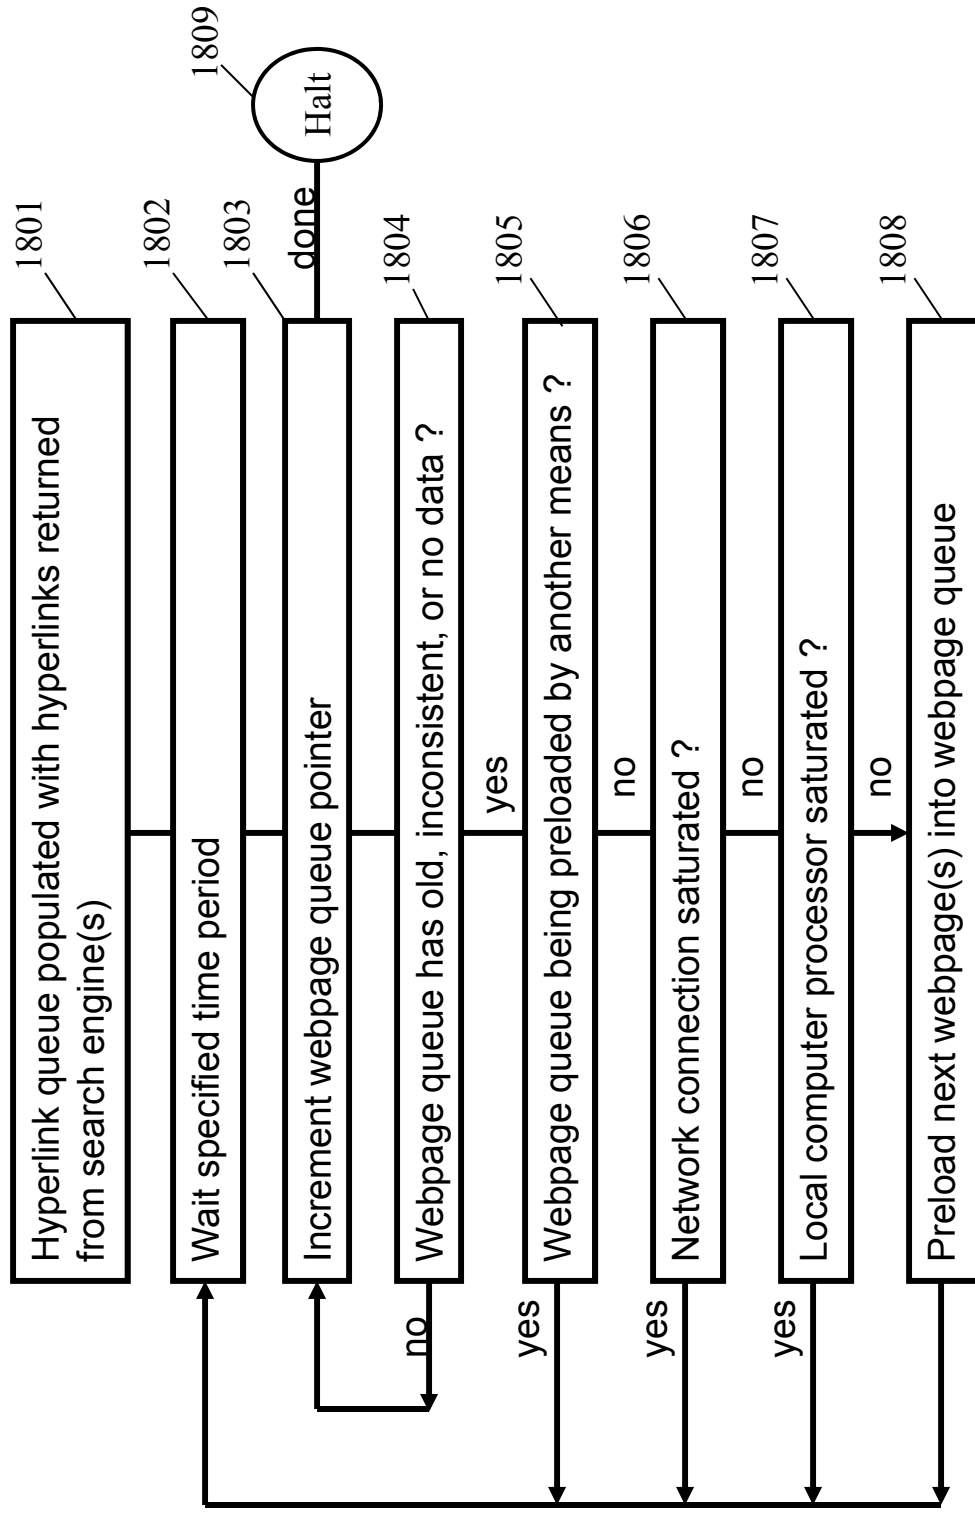 Hyperlink queue populated with hyperlinks returned
from search engine(s)
1801
Wait specified time period
1802
Increment webpage queue pointer
1803
done
Halt
1809
Webpage queue has old, inconsistent, or no data ?
1804
no
yes
Webpage queue being preloaded by another means ?
1805
yes
no
Network connection saturated ?
1806
yes
no
Local computer processor saturated ?
1807
yes
no
Preload next webpage(s) into webpage queue
1808